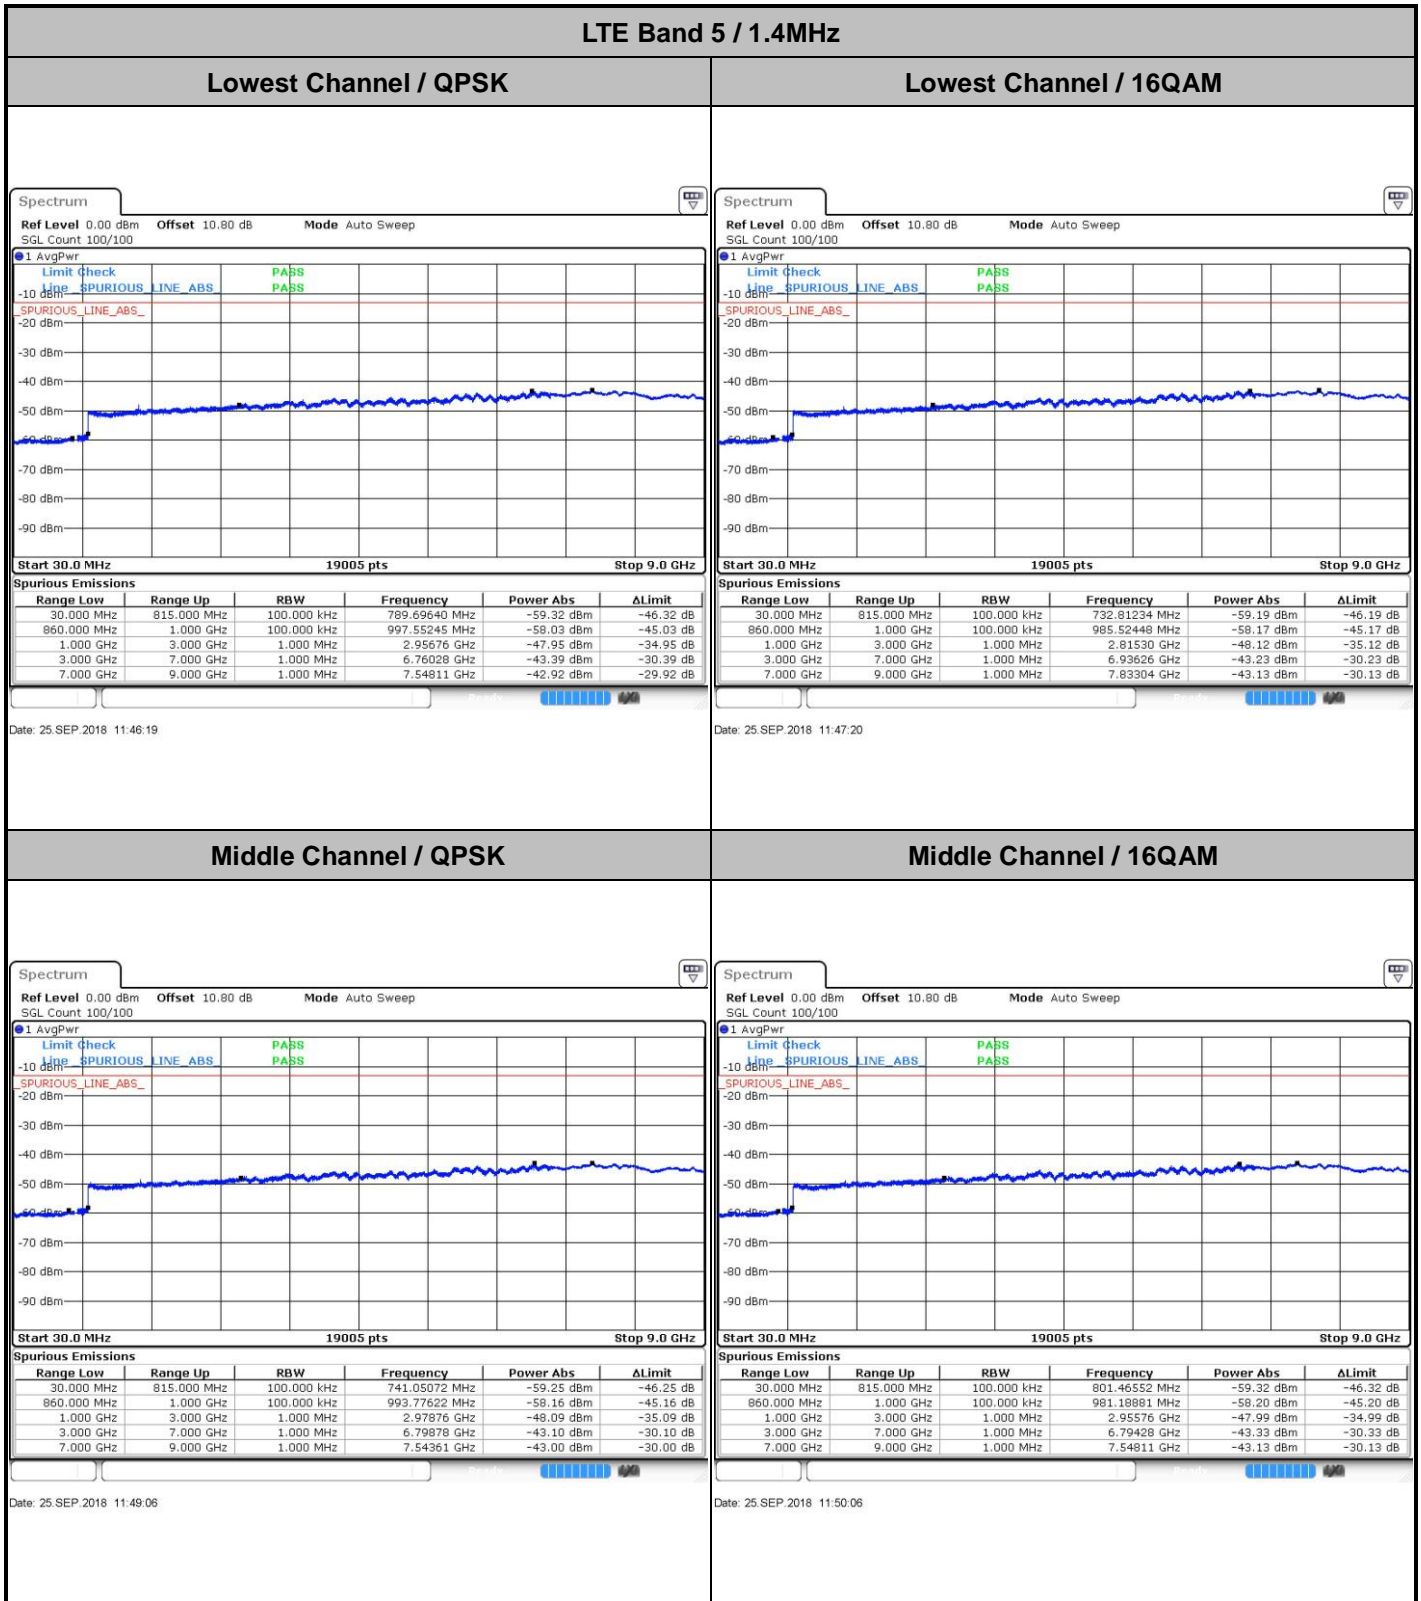 LTE Band 5 / 1.4MHz
Lowest Channel / QPSK
Lowest Channel / 16QAM
Spectrum
Ref Level 0.00 dBm Offset 10.80 dB Mode Auto Sweep
SGL Count 100/100
1 AvgPwr
Limit Check PASS
Line _SPURIOUS_LINE_ABS_ PASS
-10 dBm
_SPURIOUS_LINE_ABS_
-20 dBm
-30 dBm
-40 dBm
-50 dBm
-60 dBm
-70 dBm
-80 dBm
-90 dBm
Start 30.0 MHz 19005 pts Stop 9.0 GHz
Spurious Emissions
Range Low Range Up RBW Frequency Power Abs ΔLimit
30.000 MHz 815.000 MHz 100.000 kHz 789.69640 MHz -59.32 dBm -46.32 dB
860.000 MHz 1.000 GHz 100.000 kHz 997.55245 MHz -58.03 dBm -45.03 dB
1.000 GHz 3.000 GHz 1.000 MHz 2.95676 GHz -47.95 dBm -34.95 dB
3.000 GHz 7.000 GHz 1.000 MHz 6.76028 GHz -43.39 dBm -30.39 dB
7.000 GHz 9.000 GHz 1.000 MHz 7.54811 GHz -42.92 dBm -29.92 dB
Date: 25.SEP.2018 11:46:19
Spectrum
Ref Level 0.00 dBm Offset 10.80 dB Mode Auto Sweep
SGL Count 100/100
1 AvgPwr
Limit Check PASS
Line _SPURIOUS_LINE_ABS_ PASS
-10 dBm
_SPURIOUS_LINE_ABS_
-20 dBm
-30 dBm
-40 dBm
-50 dBm
-60 dBm
-70 dBm
-80 dBm
-90 dBm
Start 30.0 MHz 19005 pts Stop 9.0 GHz
Spurious Emissions
Range Low Range Up RBW Frequency Power Abs ΔLimit
30.000 MHz 815.000 MHz 100.000 kHz 732.81234 MHz -59.19 dBm -46.19 dB
860.000 MHz 1.000 GHz 100.000 kHz 985.52448 MHz -58.17 dBm -45.17 dB
1.000 GHz 3.000 GHz 1.000 MHz 2.81530 GHz -48.12 dBm -35.12 dB
3.000 GHz 7.000 GHz 1.000 MHz 6.93626 GHz -43.23 dBm -30.23 dB
7.000 GHz 9.000 GHz 1.000 MHz 7.83304 GHz -43.13 dBm -30.13 dB
Date: 25.SEP.2018 11:47:20
Middle Channel / QPSK
Middle Channel / 16QAM
Spectrum
Ref Level 0.00 dBm Offset 10.80 dB Mode Auto Sweep
SGL Count 100/100
1 AvgPwr
Limit Check PASS
Line _SPURIOUS_LINE_ABS_ PASS
-10 dBm
_SPURIOUS_LINE_ABS_
-20 dBm
-30 dBm
-40 dBm
-50 dBm
-60 dBm
-70 dBm
-80 dBm
-90 dBm
Start 30.0 MHz 19005 pts Stop 9.0 GHz
Spurious Emissions
Range Low Range Up RBW Frequency Power Abs ΔLimit
30.000 MHz 815.000 MHz 100.000 kHz 741.05072 MHz -59.25 dBm -46.25 dB
860.000 MHz 1.000 GHz 100.000 kHz 993.77622 MHz -58.16 dBm -45.16 dB
1.000 GHz 3.000 GHz 1.000 MHz 2.97876 GHz -48.09 dBm -35.09 dB
3.000 GHz 7.000 GHz 1.000 MHz 6.79878 GHz -43.10 dBm -30.10 dB
7.000 GHz 9.000 GHz 1.000 MHz 7.54361 GHz -43.00 dBm -30.00 dB
Date: 25.SEP.2018 11:49:06
Spectrum
Ref Level 0.00 dBm Offset 10.80 dB Mode Auto Sweep
SGL Count 100/100
1 AvgPwr
Limit Check PASS
Line _SPURIOUS_LINE_ABS_ PASS
-10 dBm
_SPURIOUS_LINE_ABS_
-20 dBm
-30 dBm
-40 dBm
-50 dBm
-60 dBm
-70 dBm
-80 dBm
-90 dBm
Start 30.0 MHz 19005 pts Stop 9.0 GHz
Spurious Emissions
Range Low Range Up RBW Frequency Power Abs ΔLimit
30.000 MHz 815.000 MHz 100.000 kHz 801.46552 MHz -59.32 dBm -46.32 dB
860.000 MHz 1.000 GHz 100.000 kHz 981.18881 MHz -58.20 dBm -45.20 dB
1.000 GHz 3.000 GHz 1.000 MHz 2.95576 GHz -47.99 dBm -34.99 dB
3.000 GHz 7.000 GHz 1.000 MHz 6.79428 GHz -43.33 dBm -30.33 dB
7.000 GHz 9.000 GHz 1.000 MHz 7.54811 GHz -43.13 dBm -30.13 dB
Date: 25.SEP.2018 11:50:06